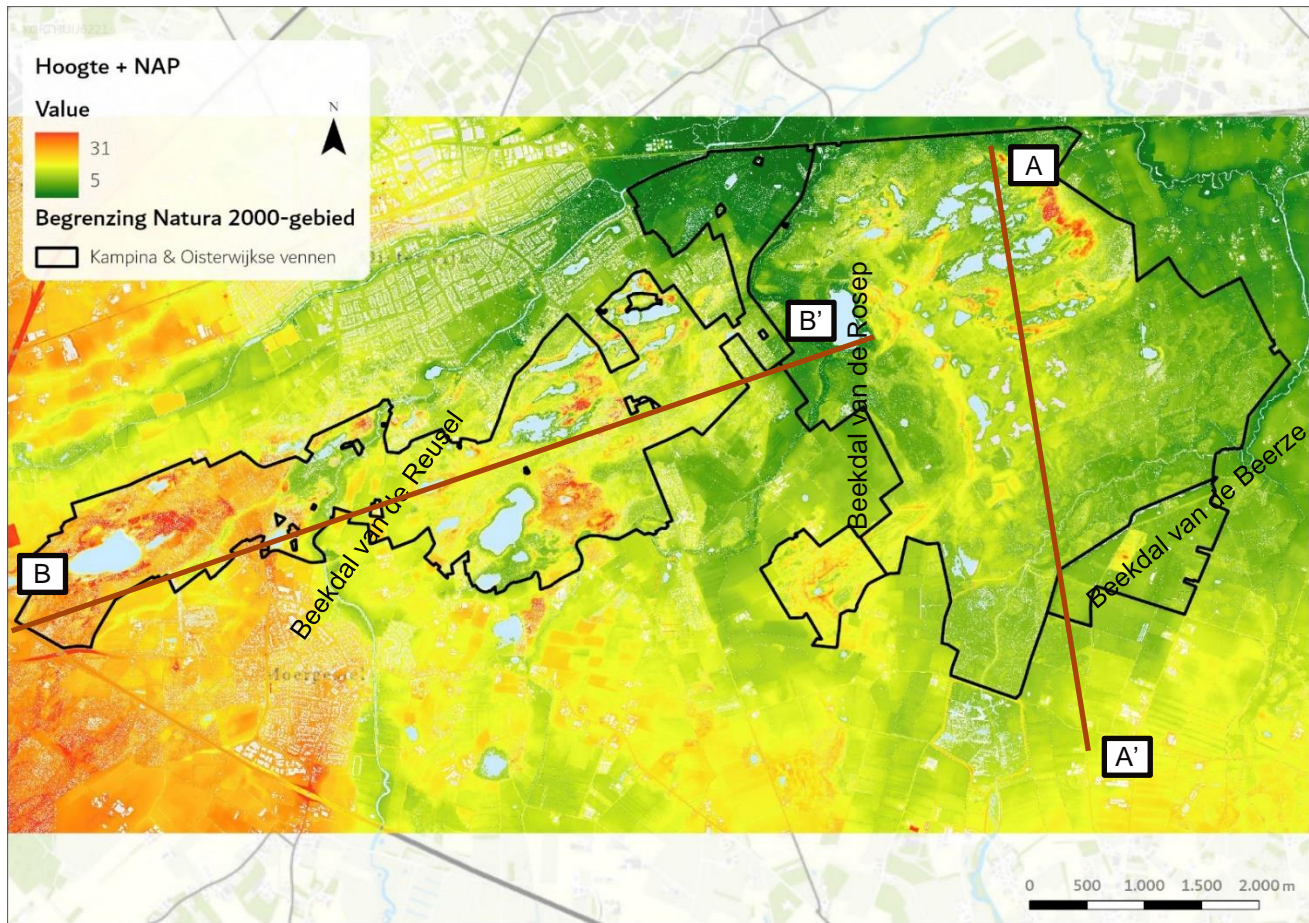 Hoogte + NAP
Value
31
5
N
Begrenzing Natura 2000-gebied
Kampina & Oisterwijkse vennen
A
B'
Beekdal van de Rosep
Beekdal van de Reusel
Beekdal van de Beerze
B
A'
0 500 1.000 1.500 2.000 m